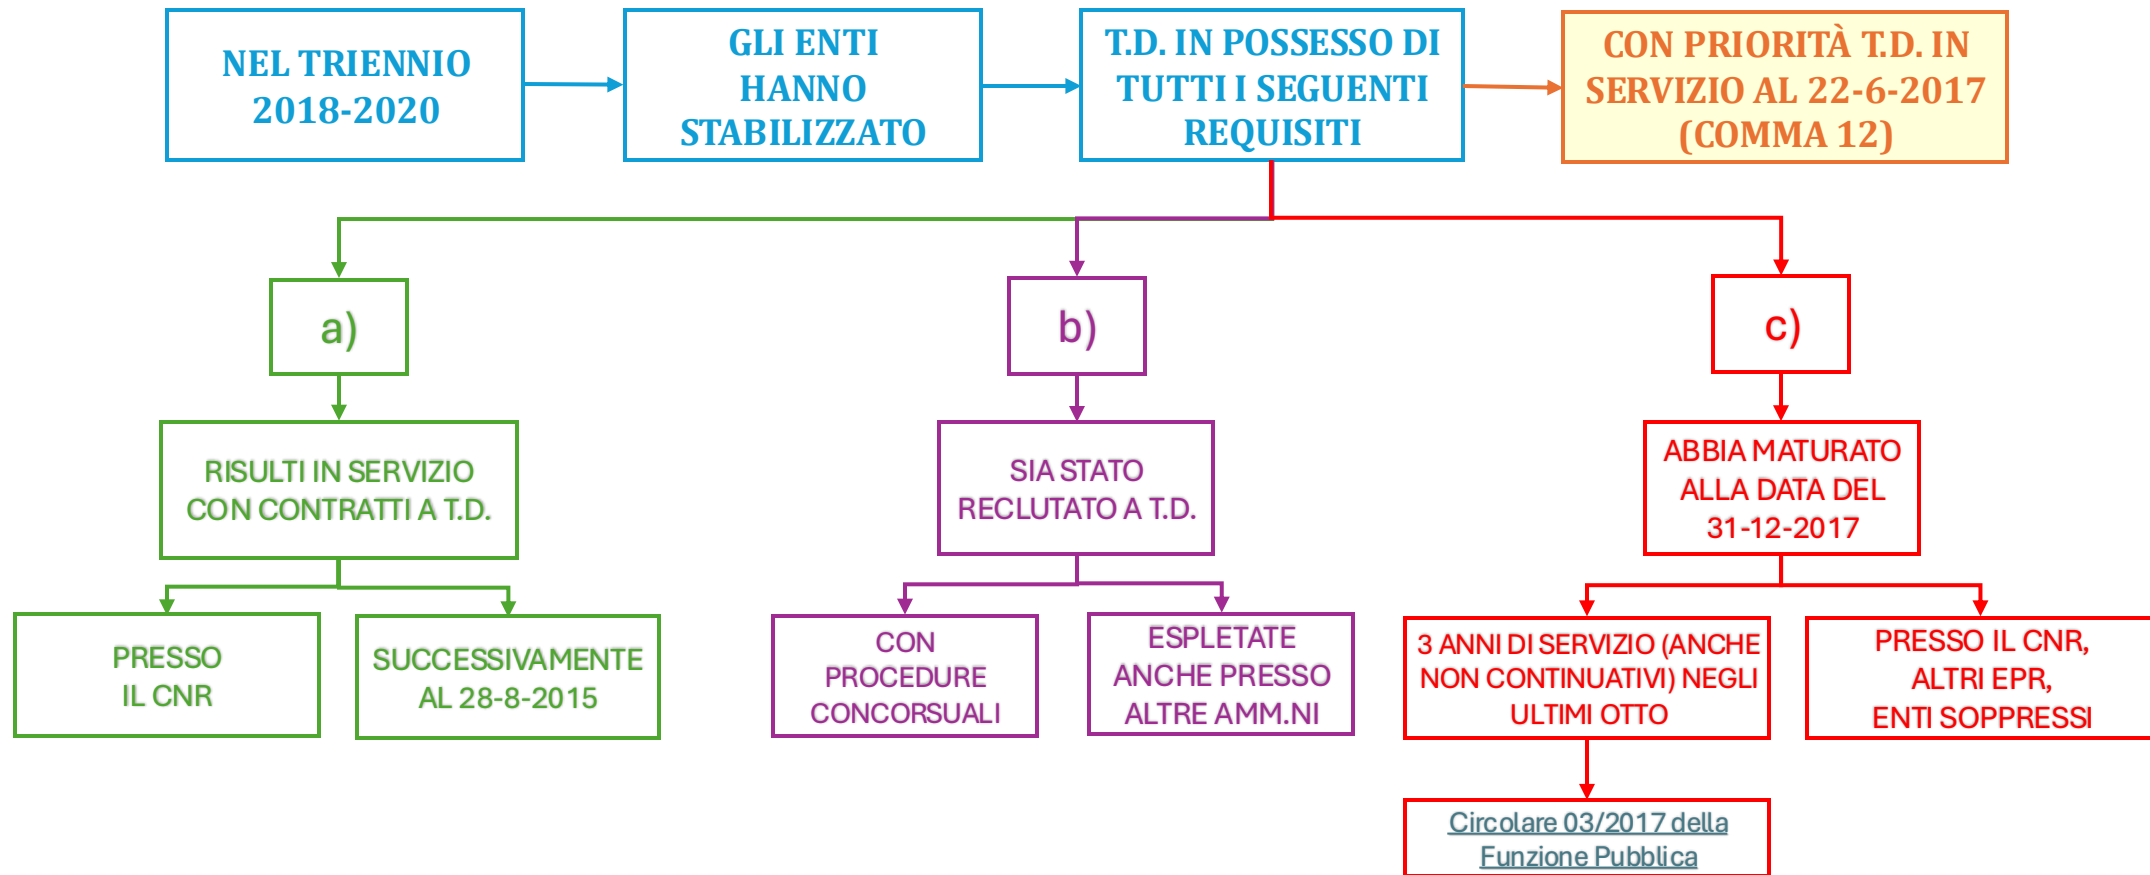 NEL TRIENNIO
2018-2020
GLI ENTI
HANNO
STABILIZZATO
T.D. IN POSSESSO DI
TUTTI I SEGUENTI
REQUISITI
CON PRIORITÀ T.D. IN
SERVIZIO AL 22-6-2017
(COMMA 12)
a)
b)
c)
RISULTI IN SERVIZIO
CON CONTRATTI A T.D.
SIA STATO
RECLUTATO A T.D.
ABBIA MATURATO
ALLA DATA DEL
31-12-2017
PRESSO
IL CNR
SUCCESSIVAMENTE
AL 28-8-2015
CON
PROCEDURE
CONCORSUALI
ESPLETATE
ANCHE PRESSO
ALTRE AMM.NI
3 ANNI DI SERVIZIO (ANCHE
NON CONTINUATIVI) NEGLI
ULTIMI OTTO
PRESSO IL CNR,
ALTRI EPR,
ENTI SOPPRESSI
Circolare 03/2017 della
Funzione Pubblica